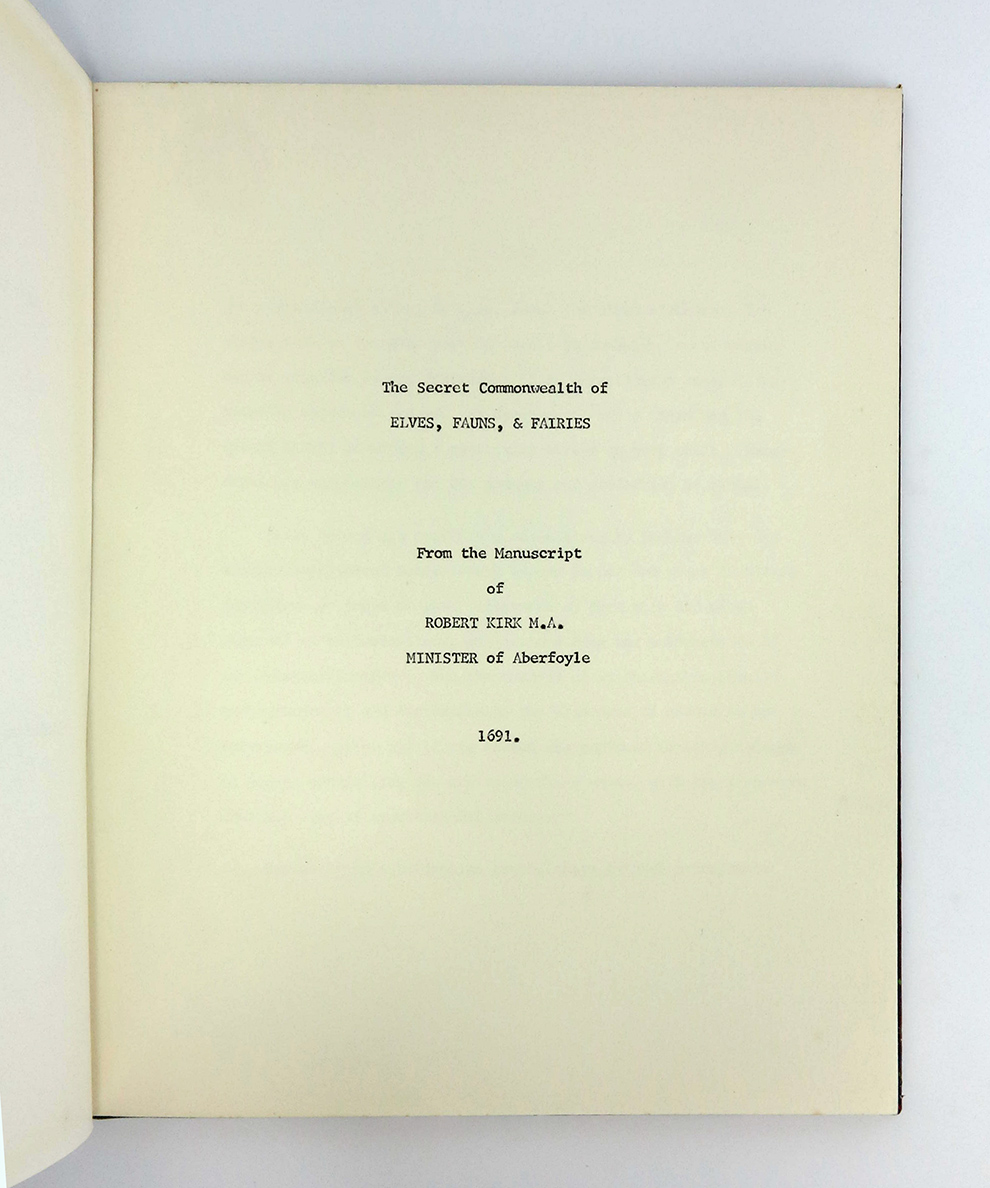 The Secret Commonwealth of
ELVES, FAUNS, & FAIRIES
From the Manuscript
of
ROBERT KIRK M.A.
MINISTER of Aberfoyle
1691.